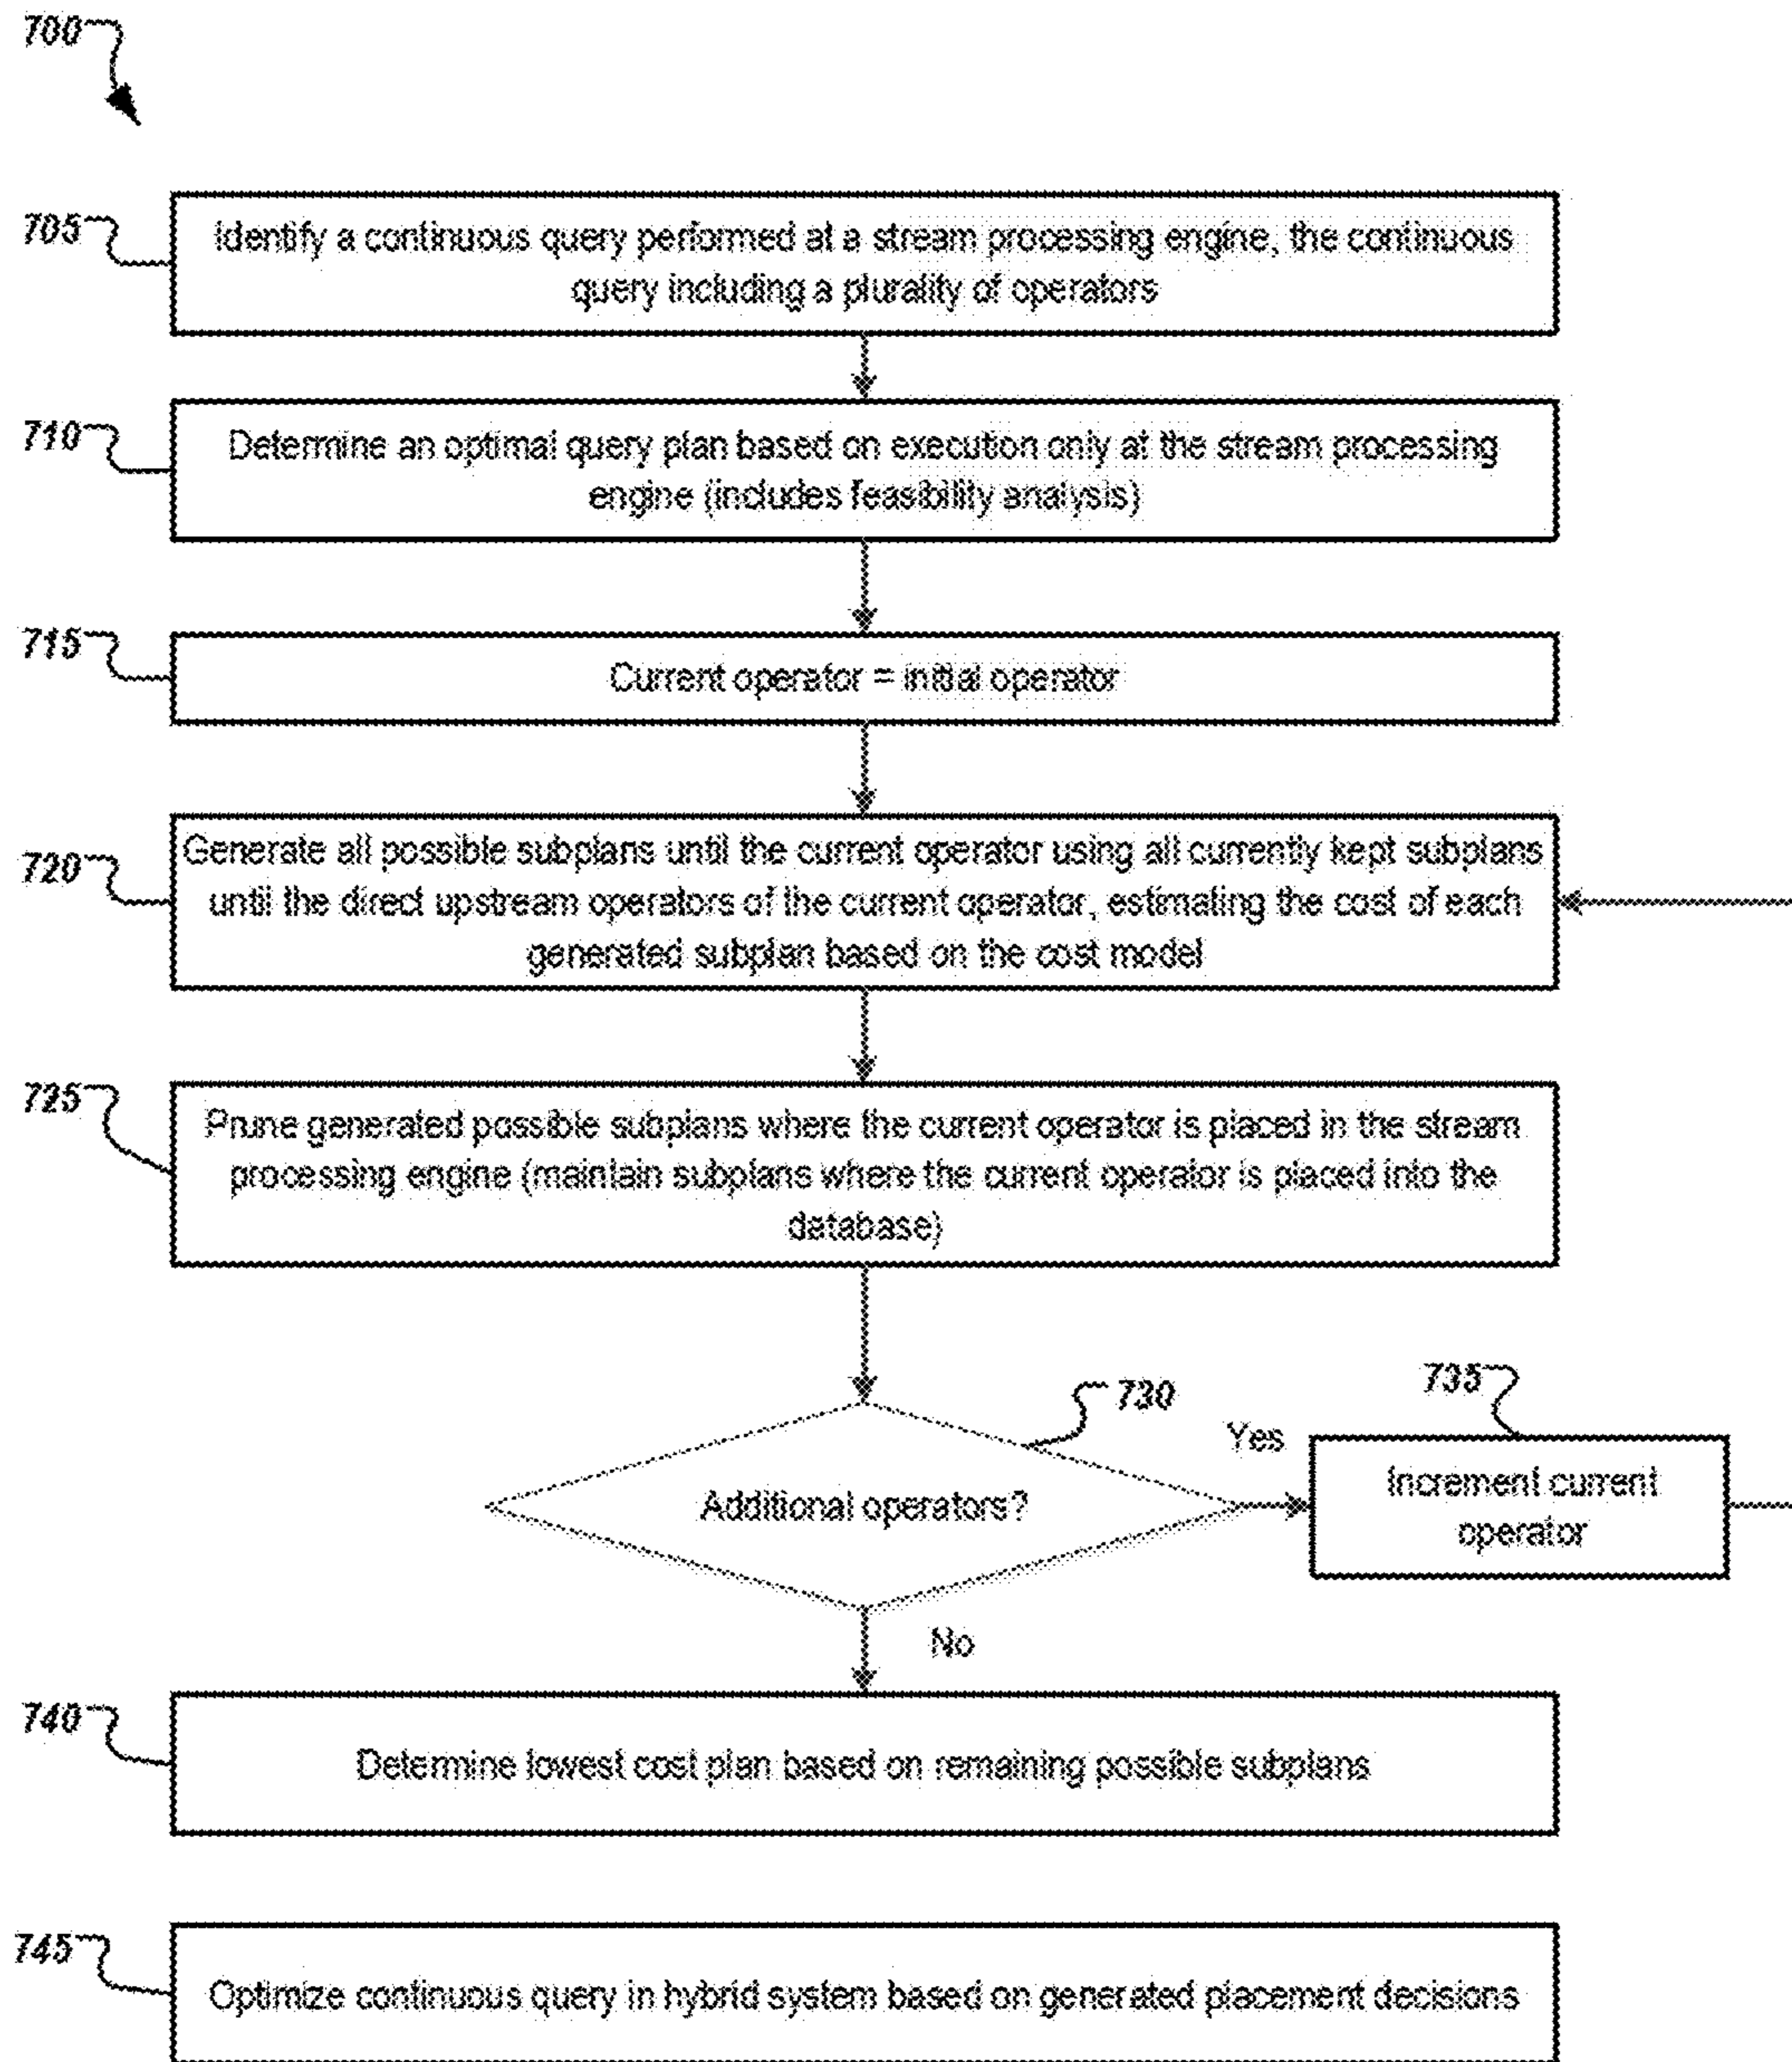 700
705
Identify a continuous query performed at a stream processing engine, the continuous
query including a plurality of operators
710
Determine an optimal query plan based on execution only at the stream processing
engine (includes feasibility analysis)
715
Current operator = initial operator
720
Generate all possible subplans until the current operator using all currently kept subplans
until the direct upstream operators of the current operator, estimating the cost of each
generated subplan based on the cost model
725
Prune generated possible subplans where the current operator is placed in the stream
processing engine (maintain subplans where the current operator is placed into the
database)
730
735
Yes
Additional operators?
Increment current
operator
No
740
Determine lowest cost plan based on remaining possible subplans
745
Optimize continuous query in hybrid system based on generated placement decisions